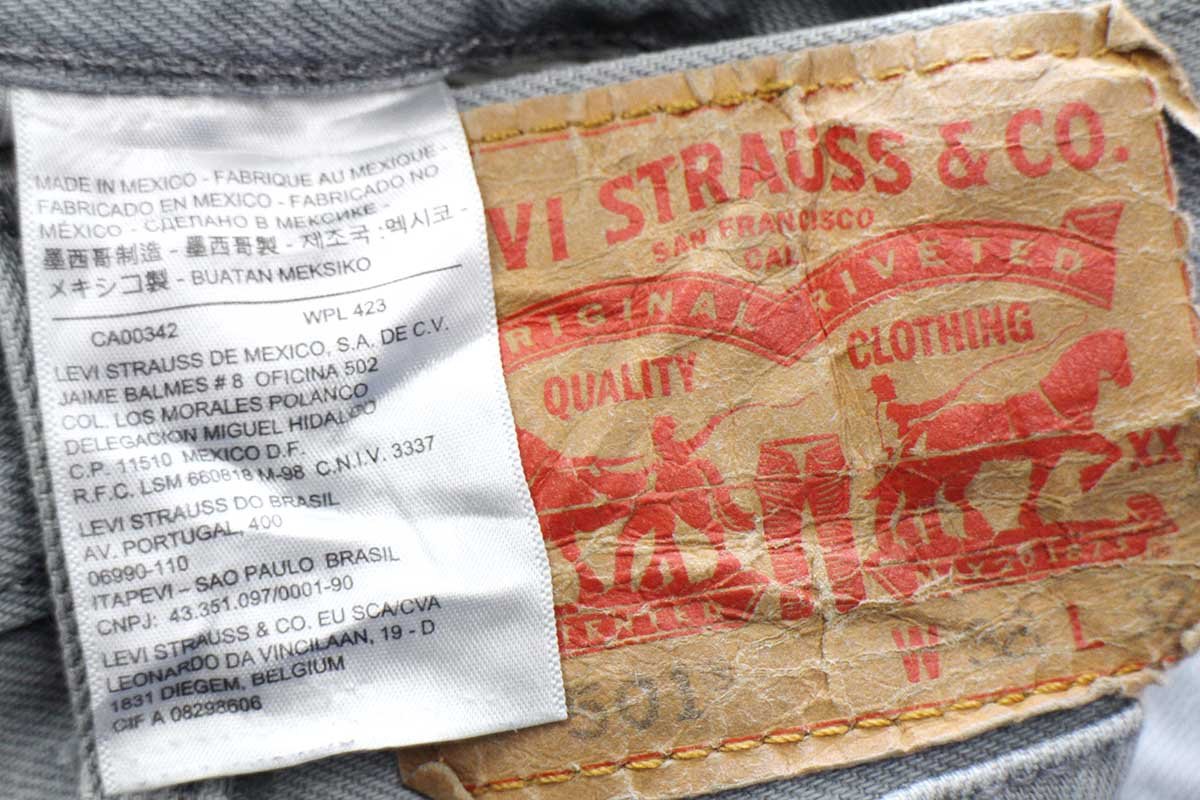 MADE IN MEXICO - FABRIQUE AU MEXIQUE -
FABRICADO EN MEXICO - FABRICADO NO
MÉXICO - СДЕЛАНО В МЕКСИКЕ -
墨西哥制造 - 墨西哥製 - 제조국 :멕시코 -
メキシコ製 - BUATAN MEKSIKO
CA00342 WPL 423
LEVI STRAUSS DE MEXICO, S.A. DE C.V.
JAIME BALMES # 8 OFICINA 502
COL. LOS MORALES POLANCO
DELEGACION MIGUEL HIDALGO
C.P. 11510 MEXICO D.F.
R.F.C. LSM 660818 M-98 C.N.I.V. 3337
LEVI STRAUSS DO BRASIL
AV. PORTUGAL, 400
06990-110
ITAPEVI - SAO PAULO BRASIL
CNPJ: 43.351.097/0001-90
LEVI STRAUSS & CO. EU SCA/CVA
LEONARDO DA VINCILAAN, 19 - D
1831 DIEGEM, BELGIUM
CIF A 08298606
VI STRAUSS & CO.
SAN FRANCISCO
CAL
RIGINAL RIVETED
QUALITY CLOTHING
XX
W L
501